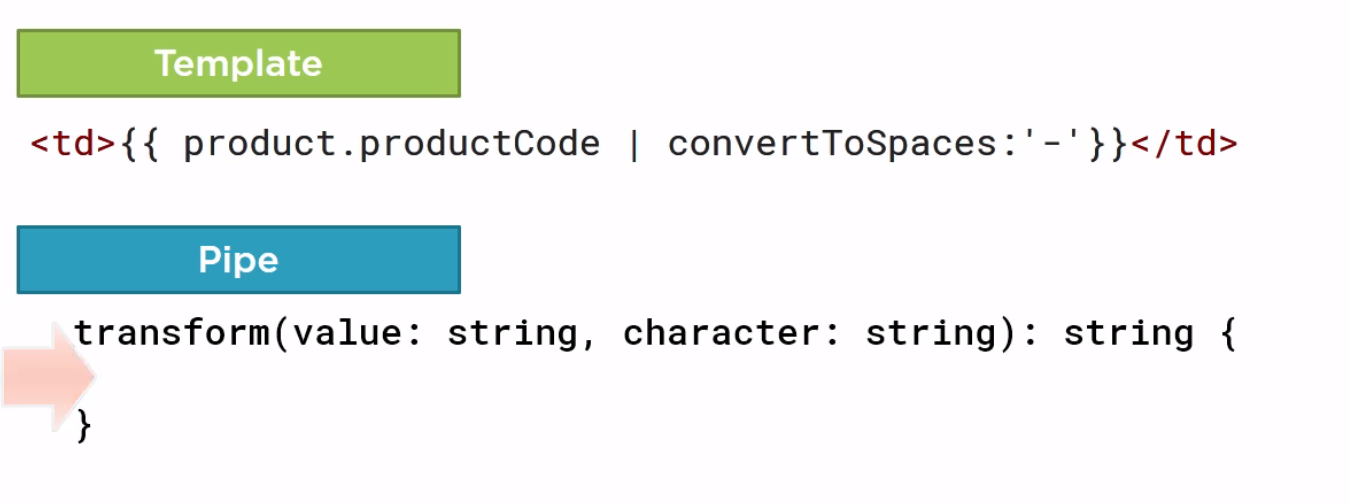 Template
<td>{{ product.productCode | convertToSpaces:'-'}}</td>
Pipe
transform(value: string, character: string): string {
}